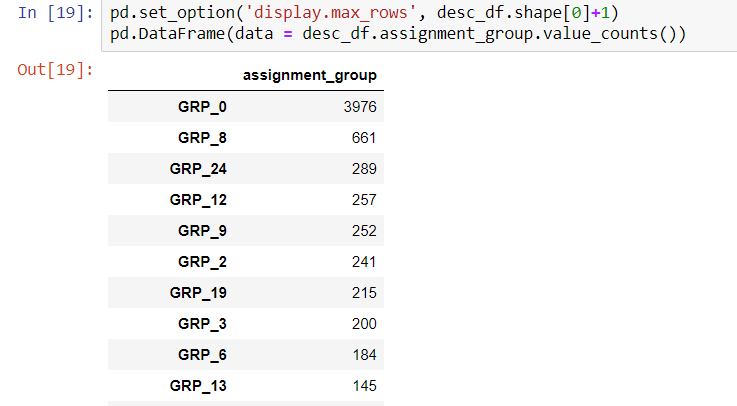 In [19]: pd.set_option('display.max_rows', desc_df.shape[0]+1)
pd.DataFrame(data = desc_df.assignment_group.value_counts())
Out[19]:
assignment_group
GRP_0 3976
GRP_8 661
GRP_24 289
GRP_12 257
GRP_9 252
GRP_2 241
GRP_19 215
GRP_3 200
GRP_6 184
GRP_13 145